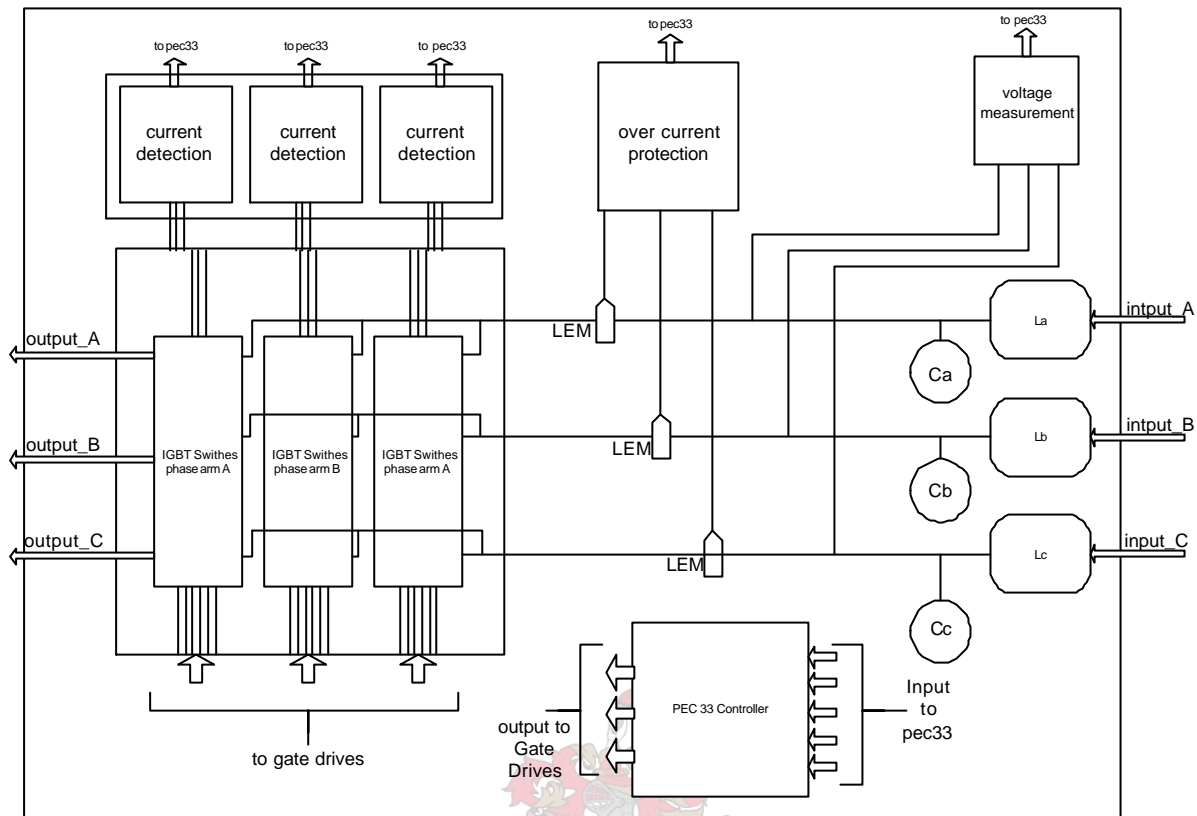 to pec33
to pec33
to pec33
to pec33
to pec33
current
detection
current
detection
current
detection
over current
protection
voltage
measurement
LEM
La
intput_A
output_A
Ca
LEM
Lb
intput_B
output_B
IGBT Swithes
phase arm A
IGBT Swithes
phase arm B
IGBT Swithes
phase arm A
Cb
output_C
LEM
Lc
input_C
Cc
PEC 33 Controller
Input
to
pec33
output to
Gate
Drives
to gate drives